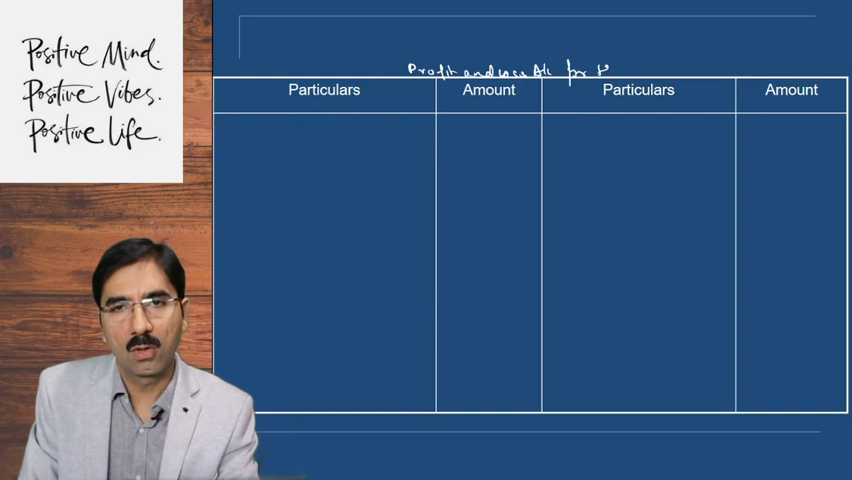 Positive Mind.
Positive Vibes.
Positive Life.
Profit and loss A/c for
Particulars Amount Particulars Amount